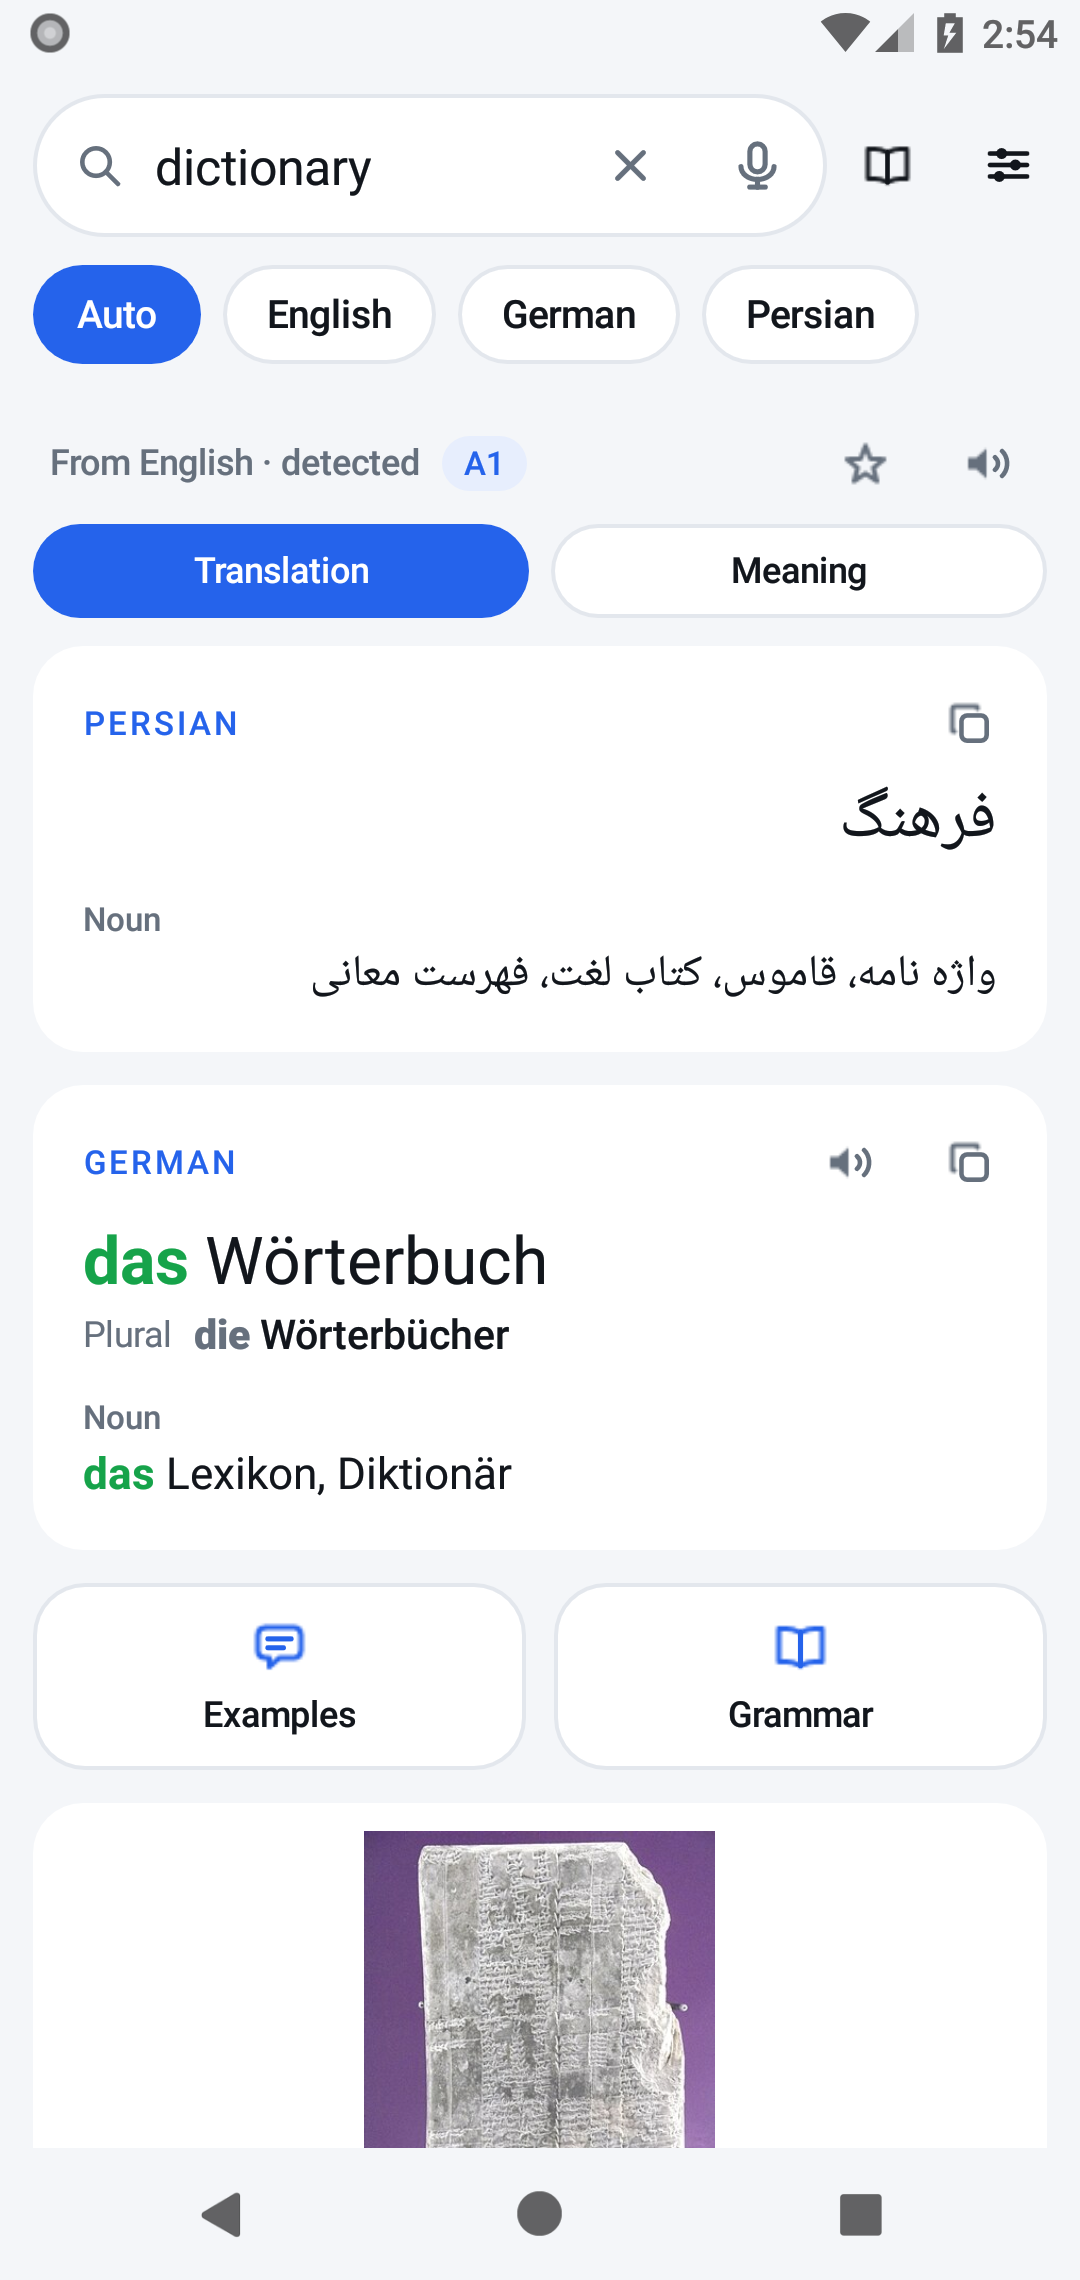 2:54
dictionary
Auto English German Persian
From English · detected A1
Translation Meaning
PERSIAN
فرهنگ
Noun
واژه نامه، قاموس، کتاب لغت، فهرست معانی
GERMAN
das Wörterbuch
Plural die Wörterbücher
Noun
das Lexikon, Diktionär
Examples Grammar